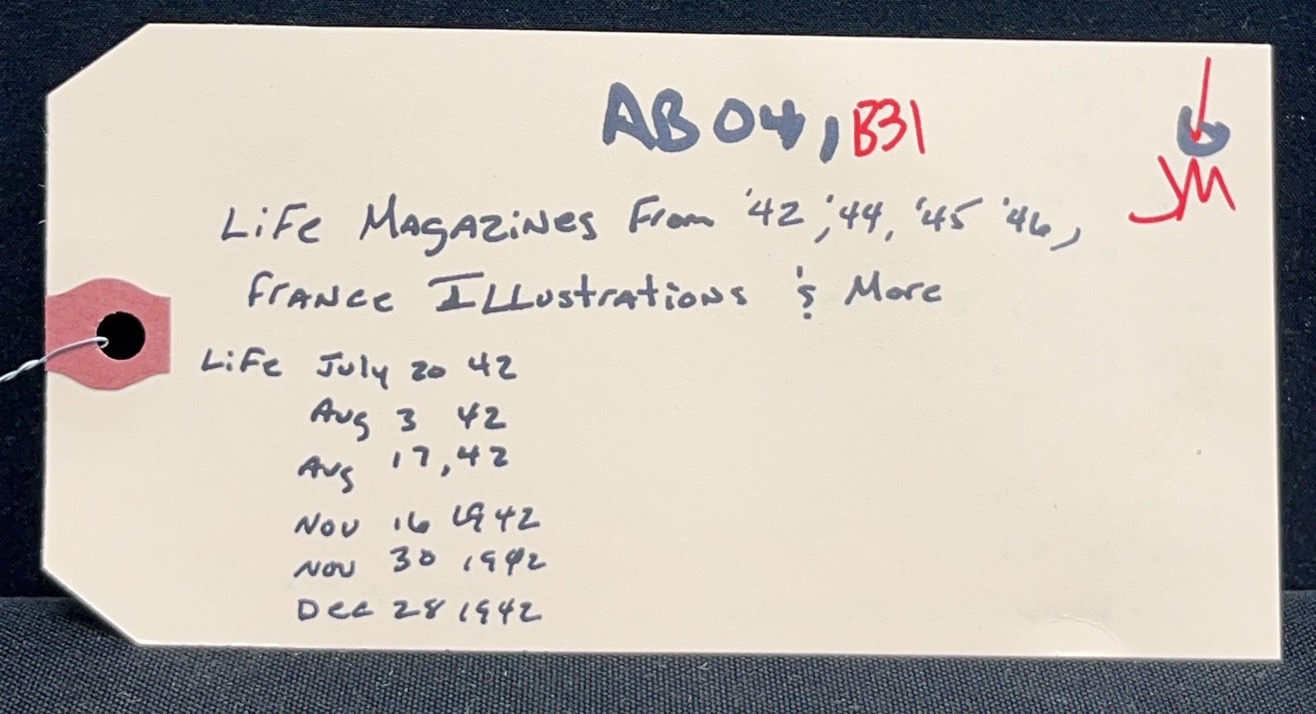 AB04, B31
JM
LiFe MAGAZiNes From '42,'44, '45 '46,
FrANce ILLustrAtioNs & More
LiFe July 20 42
Aug 3 42
Aug 17, 42
Nov 16 1942
Nov 30 1942
Dec 28 1942